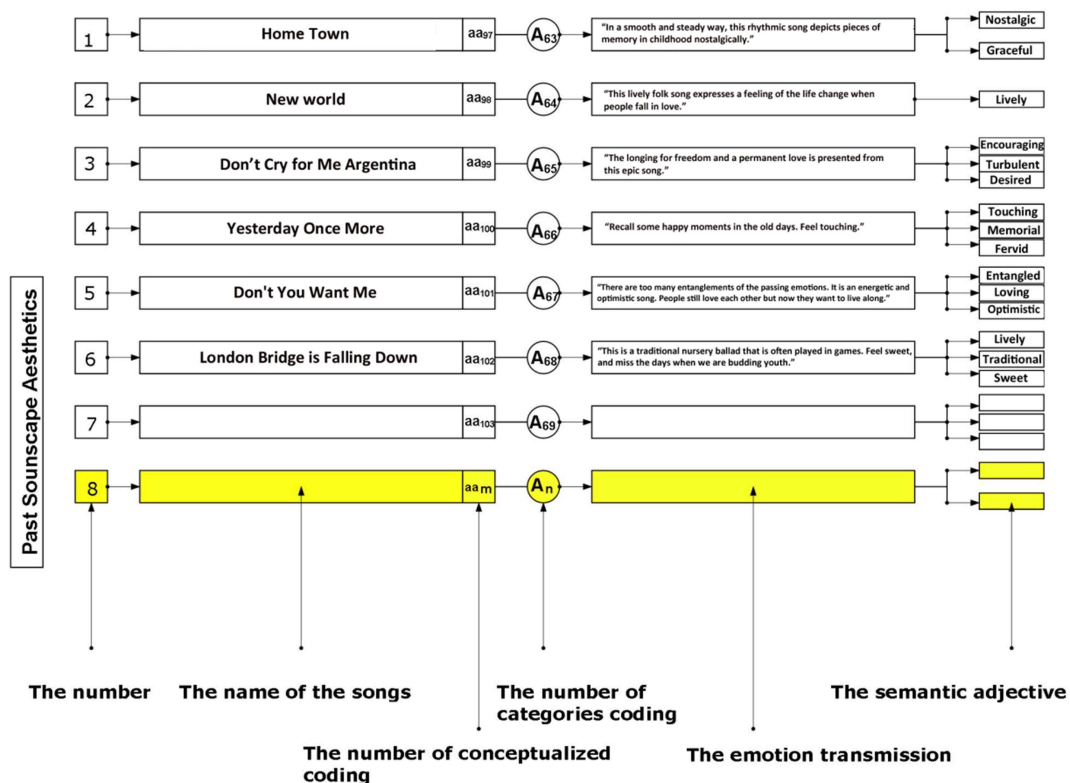 Past Sounscape Aesthetics
1
Home Town
aa97
A63
“In a smooth and steady way, this rhythmic song depicts pieces of
memory in childhood nostalgically.”
Nostalgic
Graceful
2
New world
aa98
A64
“This lively folk song expresses a feeling of the life change when
people fall in love.”
Lively
3
Don’t Cry for Me Argentina
aa99
A65
“The longing for freedom and a permanent love is presented from
this epic song.”
Encouraging
Turbulent
Desired
4
Yesterday Once More
aa100
A66
“Recall some happy moments in the old days. Feel touching.”
Touching
Memorial
Fervid
5
Don't You Want Me
aa101
A67
“There are too many entanglements of the passing emotions. It is an energetic and
optimistic song. People still love each other but now they want to live along.”
Entangled
Loving
Optimistic
6
London Bridge is Falling Down
aa102
A68
“This is a traditional nursery ballad that is often played in games. Feel sweet,
and miss the days when we are budding youth.”
Lively
Traditional
Sweet
7
aa103
A69
8
aam
An
The number
The name of the songs
The number of conceptualized
coding
The number of
categories coding
The emotion transmission
The semantic adjective